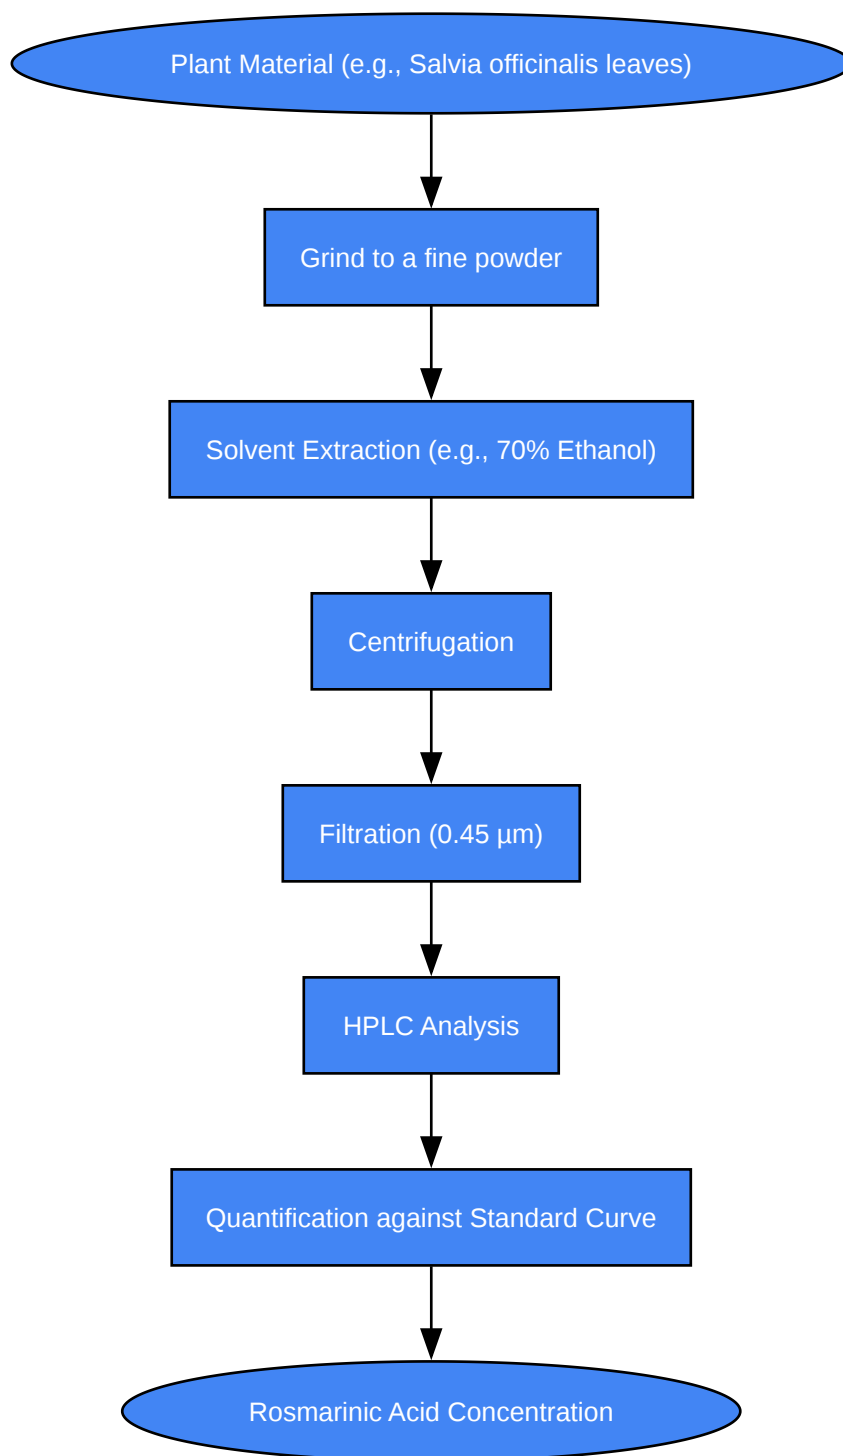 Plant Material (e.g., Salvia officinalis leaves)
Grind to a fine powder
Solvent Extraction (e.g., 70% Ethanol)
Centrifugation
Filtration (0.45 µm)
HPLC Analysis
Quantification against Standard Curve
Rosmarinic Acid Concentration